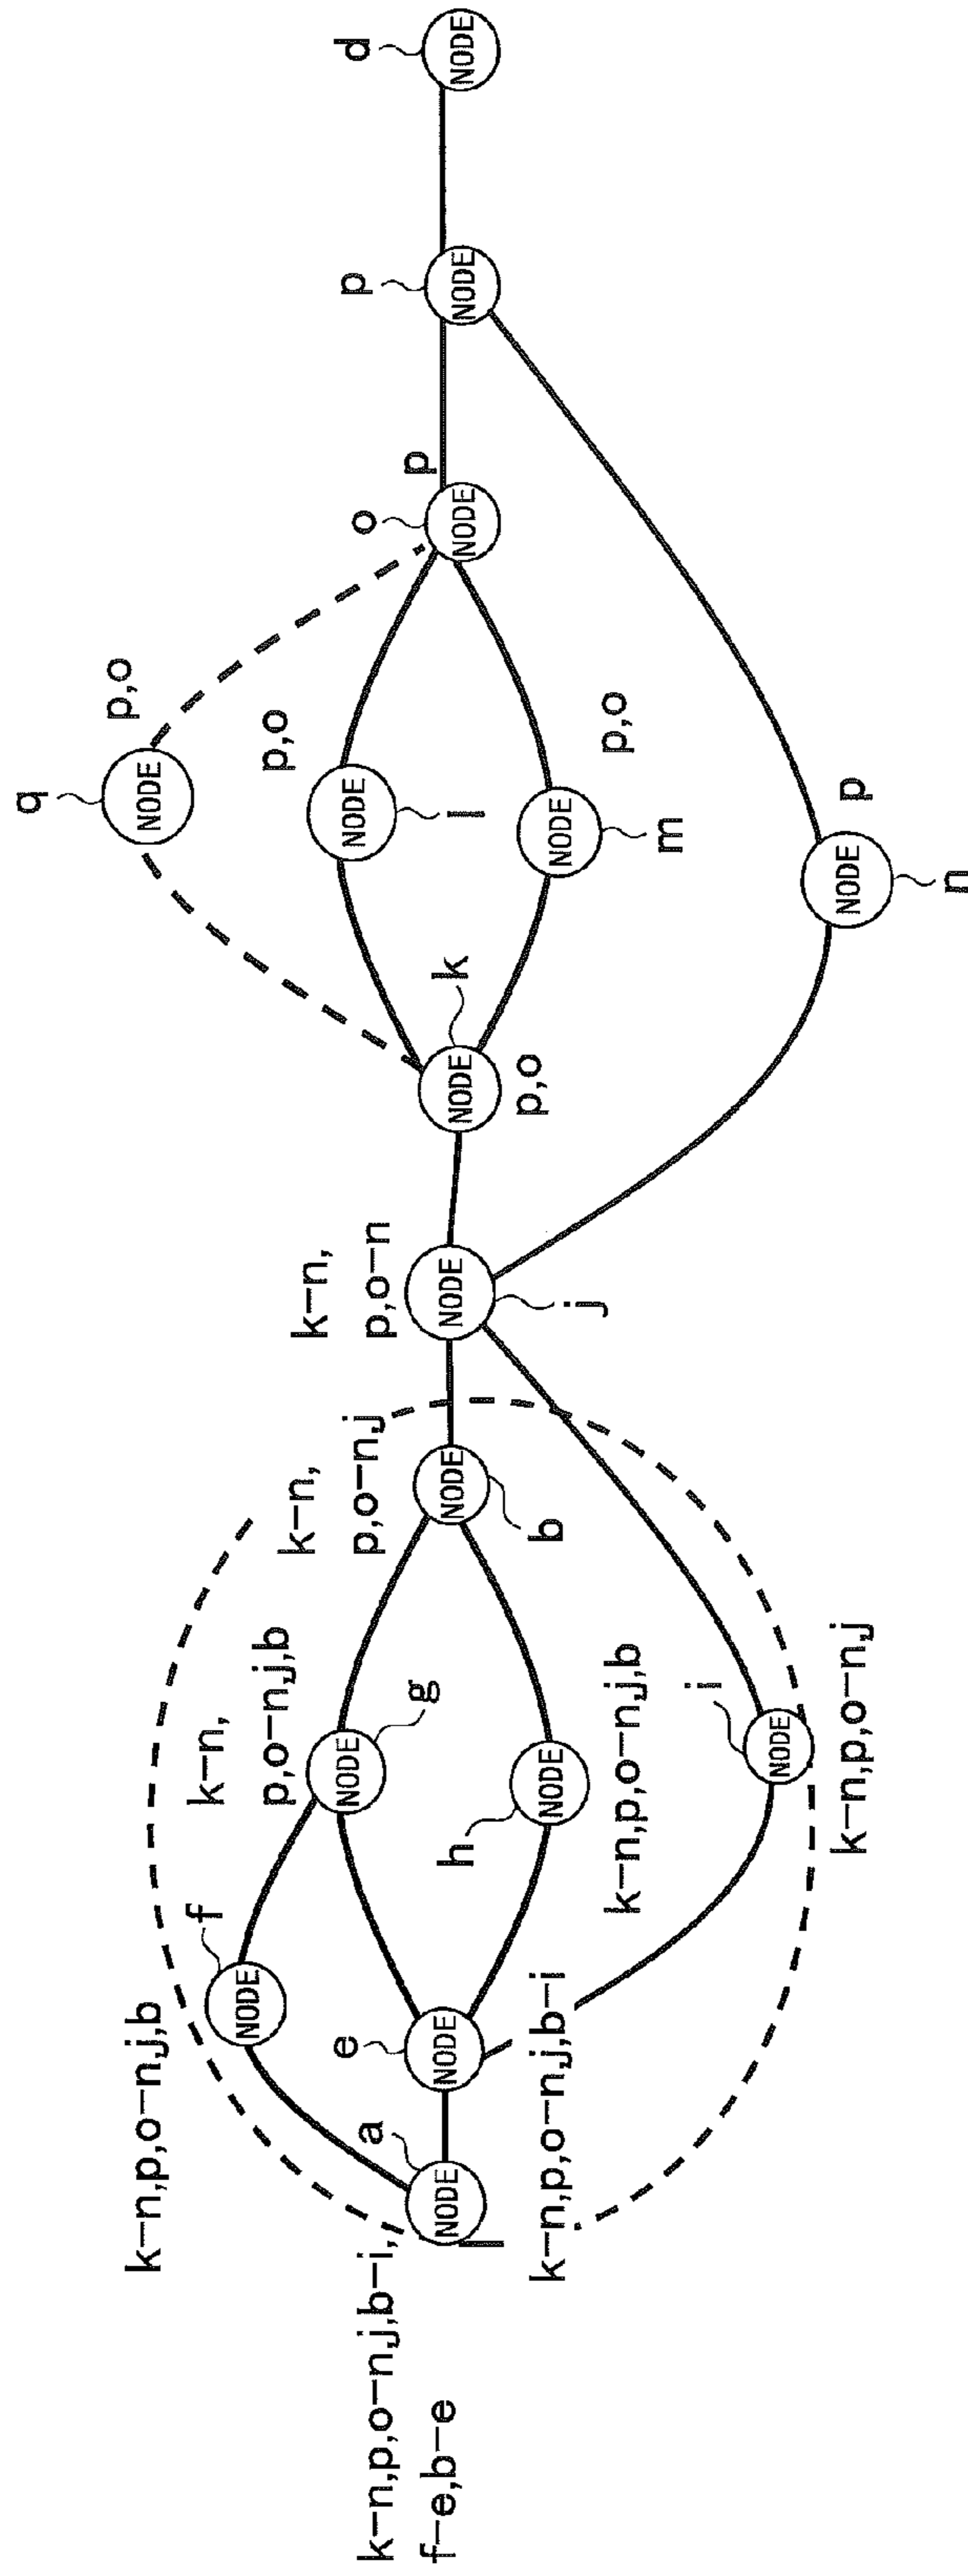 q
p,o
NODE
k-n,p,o-n,j,b
f
NODE
k-n,
p,o-n,j,b
g
NODE
k-n,
p,o-n,j
k-n,
p,o-n
p,o
NODE
l
k-n,p,o-n,j,b-i,
f-e,b-e
a
NODE
e
NODE
b
NODE
j
NODE
k
NODE
p,o
o
NODE
p
p
NODE
d
NODE
h
NODE
k-n,p,o-n,j,b
k-n,p,o-n,j,b-i
NODE
m
p,o
i
NODE
k-n,p,o-n,j
NODE
p
n